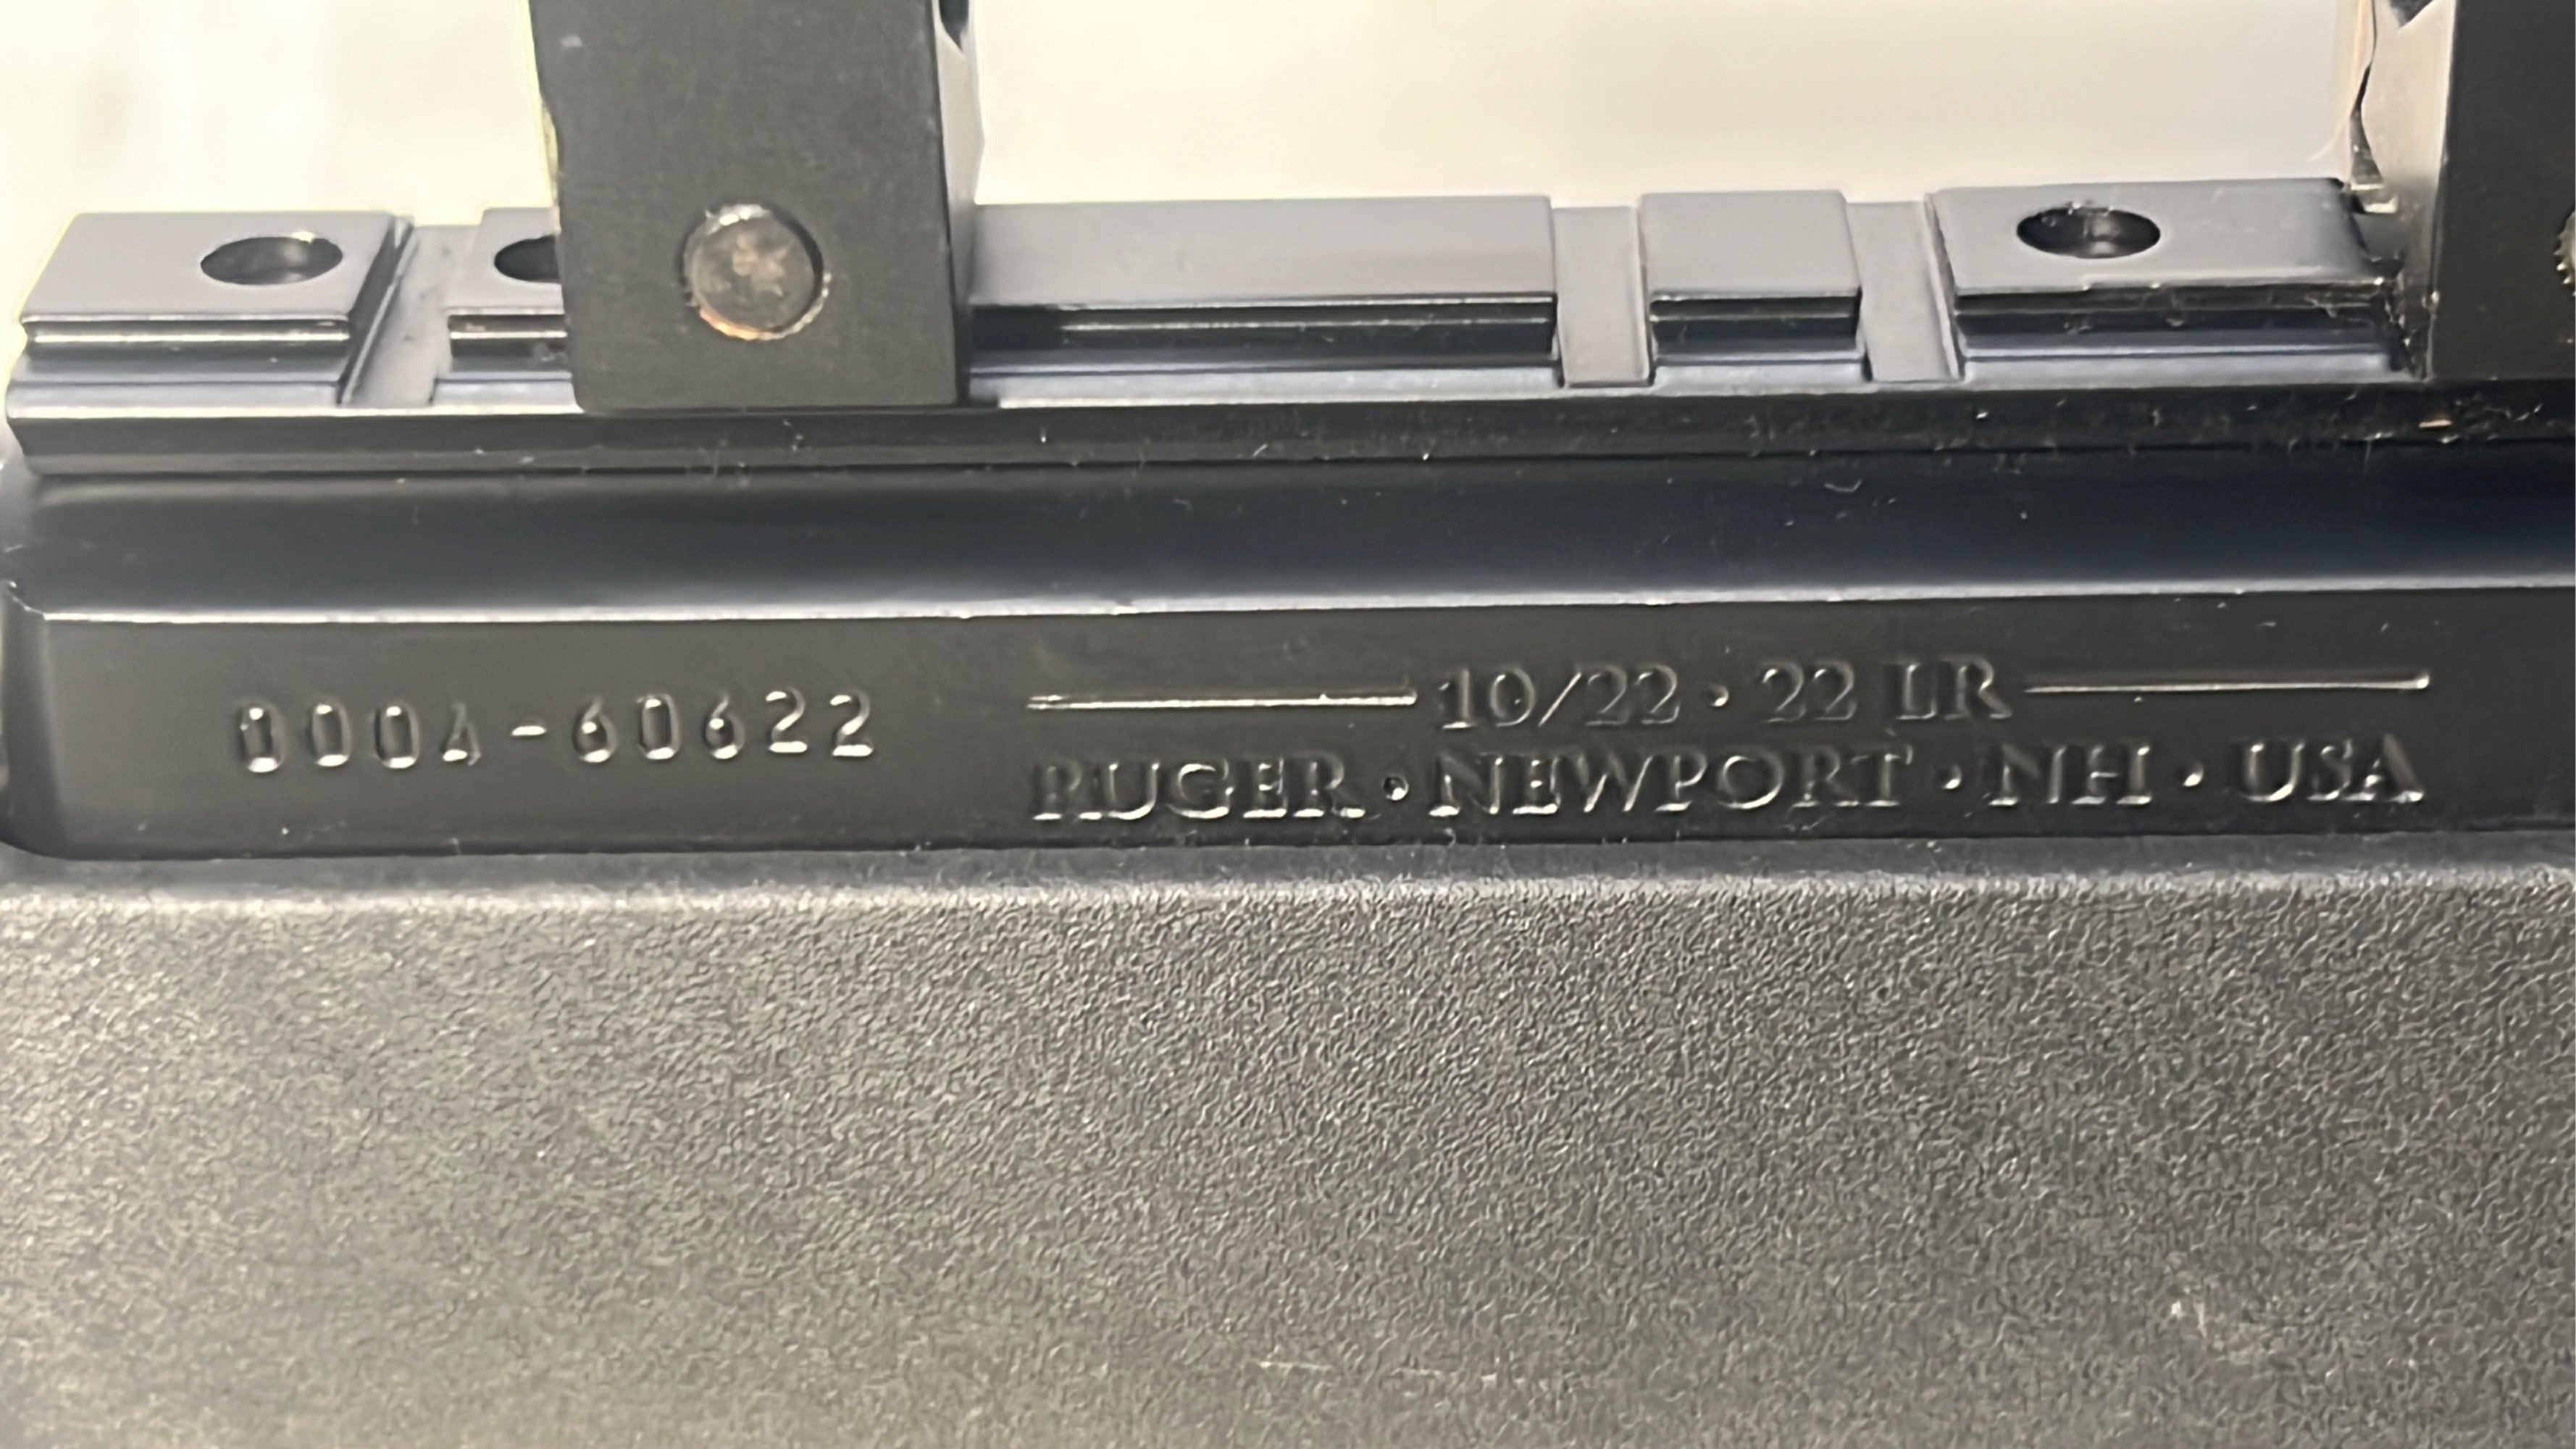 10/22 • 22 LR
0004-60622
RUGER • NEWPORT • NH • USA